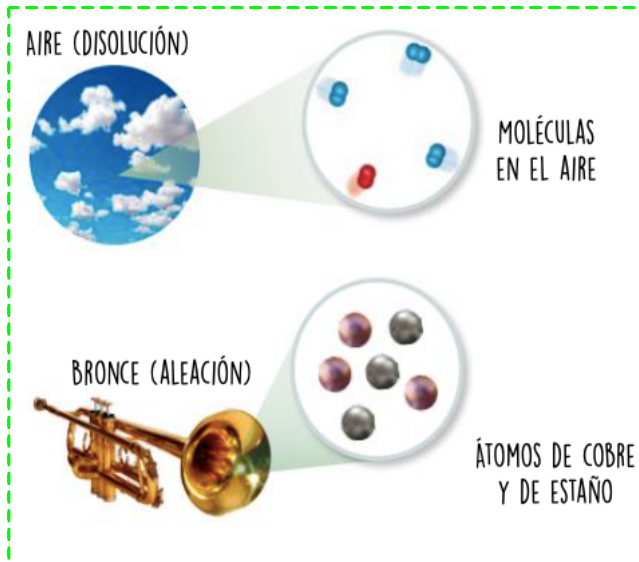 AIRE (DISOLUCIÓN)
MOLÉCULAS
EN EL AIRE
BRONCE (ALEACIÓN)
ÁTOMOS DE COBRE
Y DE ESTAÑO